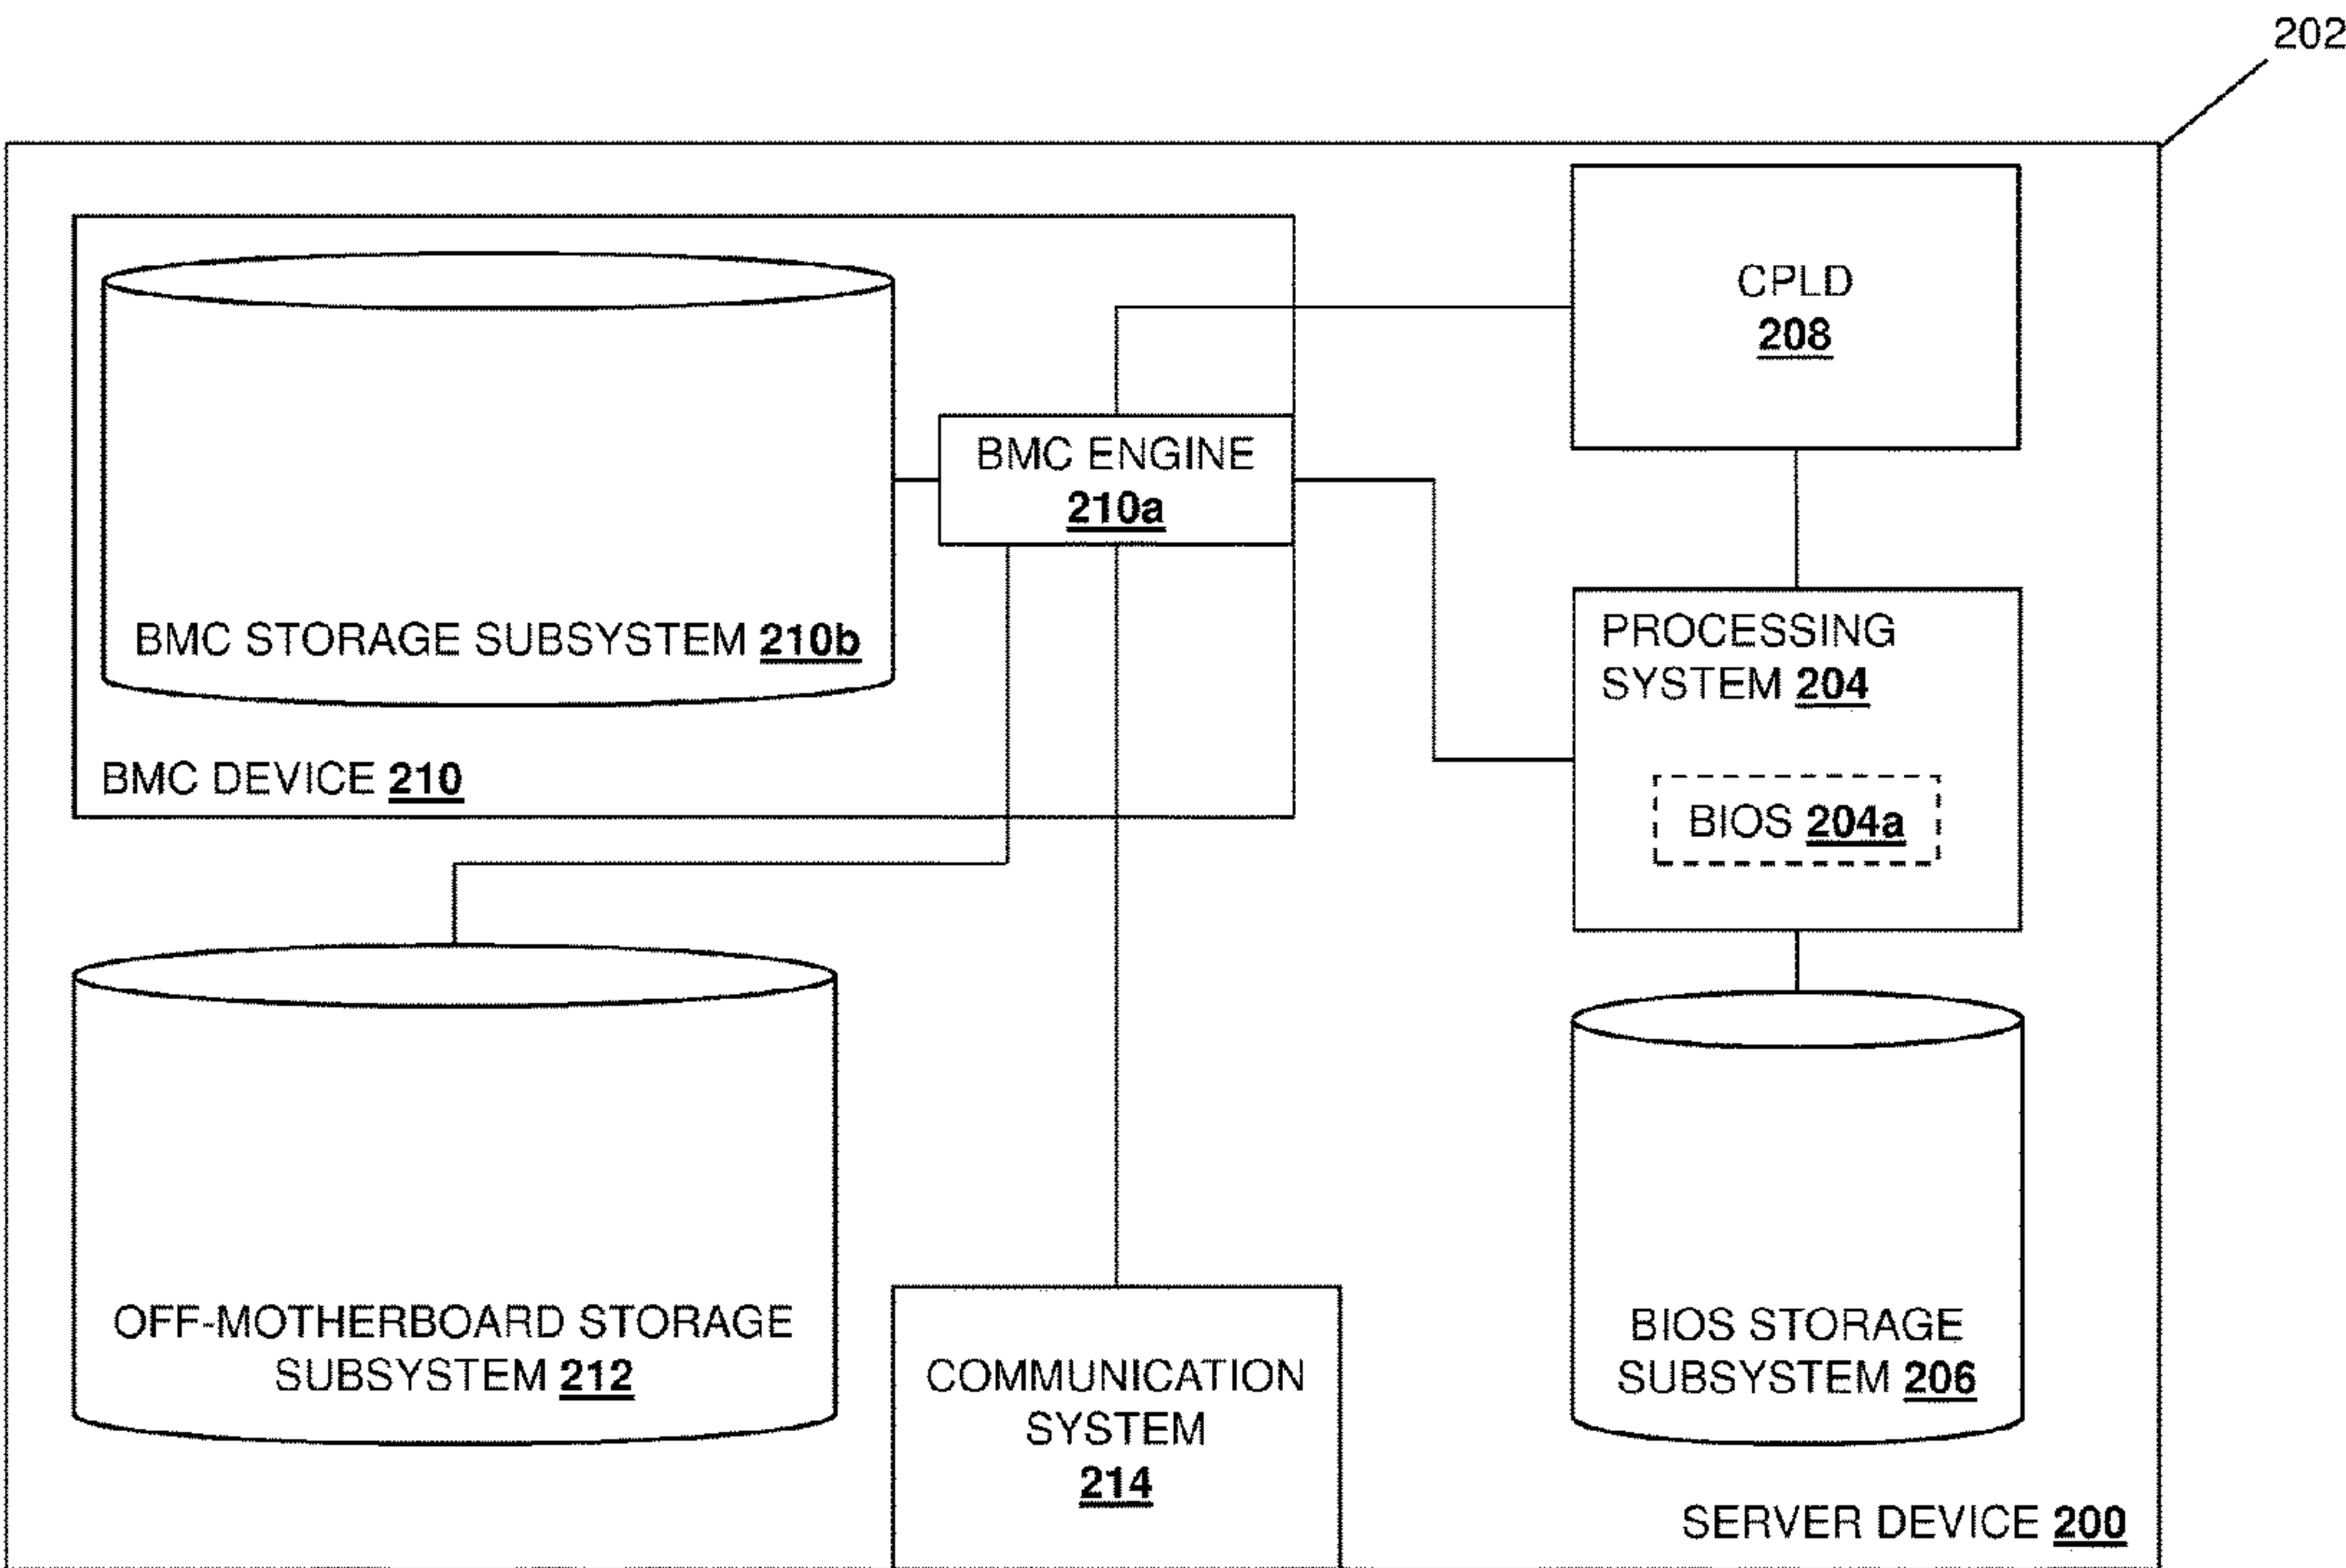 202
CPLD
208
BMC ENGINE
210a
BMC STORAGE SUBSYSTEM 210b
PROCESSING
SYSTEM 204
BMC DEVICE 210
BIOS 204a
OFF-MOTHERBOARD STORAGE
SUBSYSTEM 212
COMMUNICATION
SYSTEM
214
BIOS STORAGE
SUBSYSTEM 206
SERVER DEVICE 200